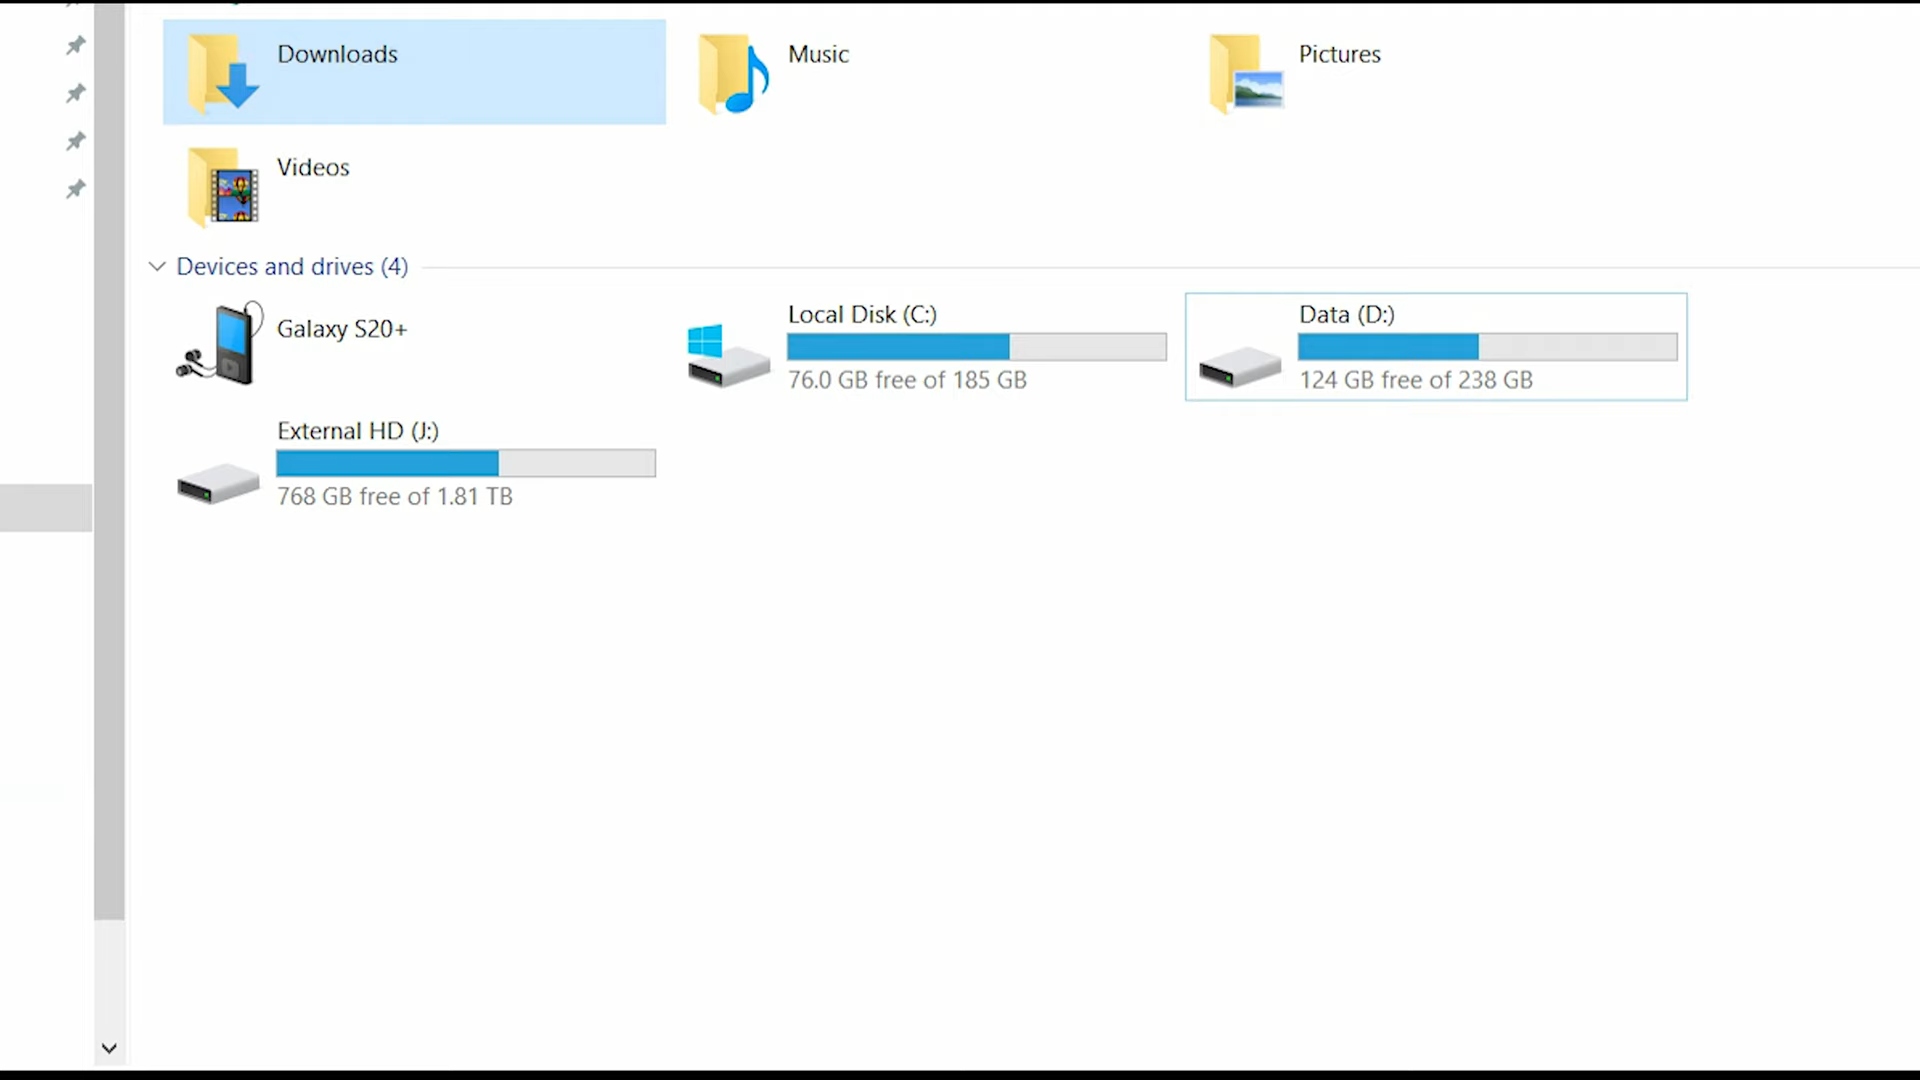 Downloads
Music
Pictures
Videos
Devices and drives (4)
Galaxy S20+
Local Disk (C:)
76.0 GB free of 185 GB
Data (D:)
124 GB free of 238 GB
External HD (J:)
768 GB free of 1.81 TB